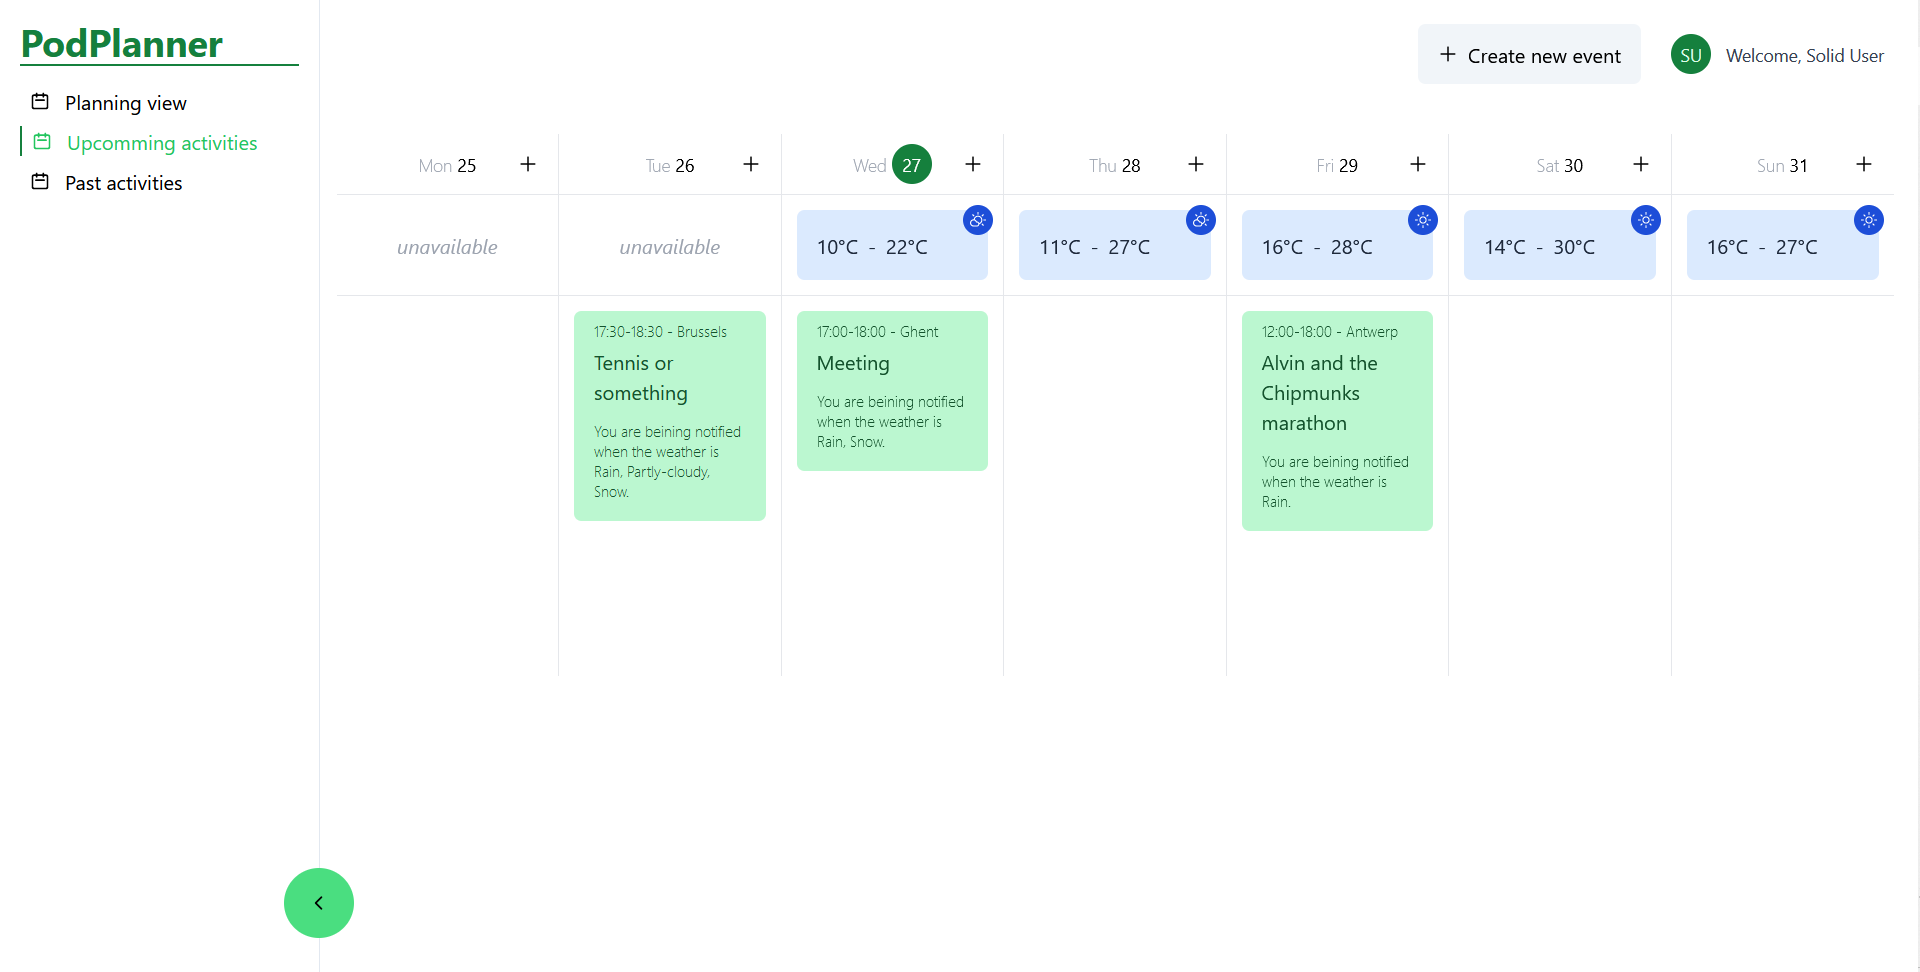 PodPlanner
Planning view
Upcomming activities
Past activities
Create new event
SU
Welcome, Solid User
Mon 25
Tue 26
Wed 27
Thu 28
Fri 29
Sat 30
Sun 31
unavailable
unavailable
10°C - 22°C
11°C - 27°C
16°C - 28°C
14°C - 30°C
16°C - 27°C
17:30-18:30 - Brussels
Tennis or
something
You are beining notified
when the weather is
Rain, Partly-cloudy,
Snow.
17:00-18:00 - Ghent
Meeting
You are beining notified
when the weather is
Rain, Snow.
12:00-18:00 - Antwerp
Alvin and the
Chipmunks
marathon
You are beining notified
when the weather is
Rain.